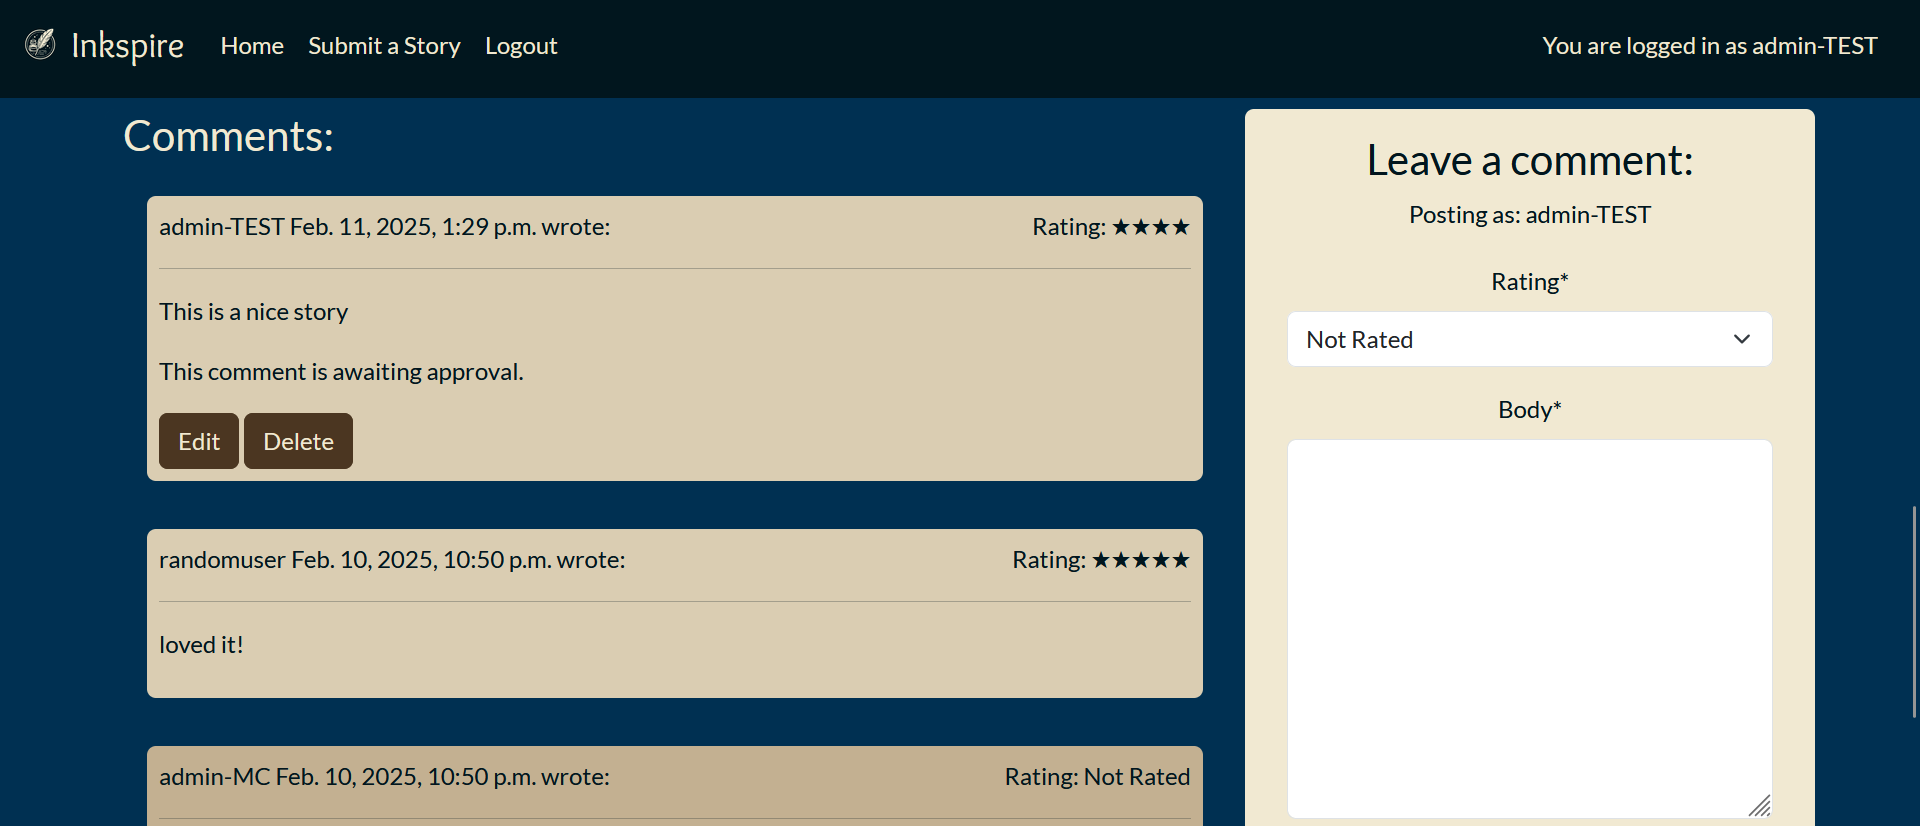 Inkspire Home Submit a Story Logout You are logged in as admin-TEST
Comments:
admin-TEST Feb. 11, 2025, 1:29 p.m. wrote: Rating: ★★★★
This is a nice story
This comment is awaiting approval.
Edit Delete
randomuser Feb. 10, 2025, 10:50 p.m. wrote: Rating: ★★★★★
loved it!
admin-MC Feb. 10, 2025, 10:50 p.m. wrote: Rating: Not Rated
Leave a comment:
Posting as: admin-TEST
Rating*
Not Rated
Body*